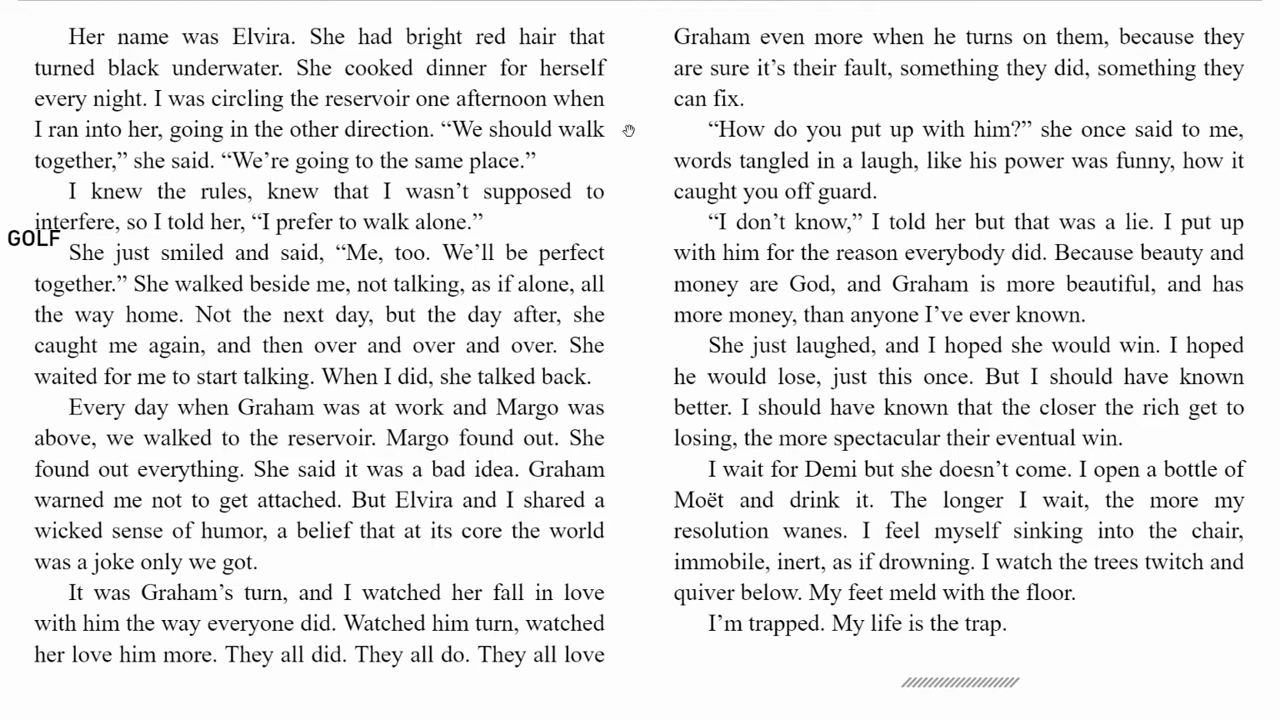 Her name was Elvira. She had bright red hair that
turned black underwater. She cooked dinner for herself
every night. I was circling the reservoir one afternoon when
I ran into her, going in the other direction. “We should walk
together,” she said. “We’re going to the same place.”
I knew the rules, knew that I wasn’t supposed to
interfere, so I told her, “I prefer to walk alone.”
GOLF
She just smiled and said, “Me, too. We’ll be perfect
together.” She walked beside me, not talking, as if alone, all
the way home. Not the next day, but the day after, she
caught me again, and then over and over and over. She
waited for me to start talking. When I did, she talked back.
Every day when Graham was at work and Margo was
above, we walked to the reservoir. Margo found out. She
found out everything. She said it was a bad idea. Graham
warned me not to get attached. But Elvira and I shared a
wicked sense of humor, a belief that at its core the world
was a joke only we got.
It was Graham’s turn, and I watched her fall in love
with him the way everyone did. Watched him turn, watched
her love him more. They all did. They all do. They all love
Graham even more when he turns on them, because they
are sure it’s their fault, something they did, something they
can fix.
“How do you put up with him?” she once said to me,
words tangled in a laugh, like his power was funny, how it
caught you off guard.
“I don’t know,” I told her but that was a lie. I put up
with him for the reason everybody did. Because beauty and
money are God, and Graham is more beautiful, and has
more money, than anyone I’ve ever known.
She just laughed, and I hoped she would win. I hoped
he would lose, just this once. But I should have known
better. I should have known that the closer the rich get to
losing, the more spectacular their eventual win.
I wait for Demi but she doesn’t come. I open a bottle of
Moët and drink it. The longer I wait, the more my
resolution wanes. I feel myself sinking into the chair,
immobile, inert, as if drowning. I watch the trees twitch and
quiver below. My feet meld with the floor.
I’m trapped. My life is the trap.